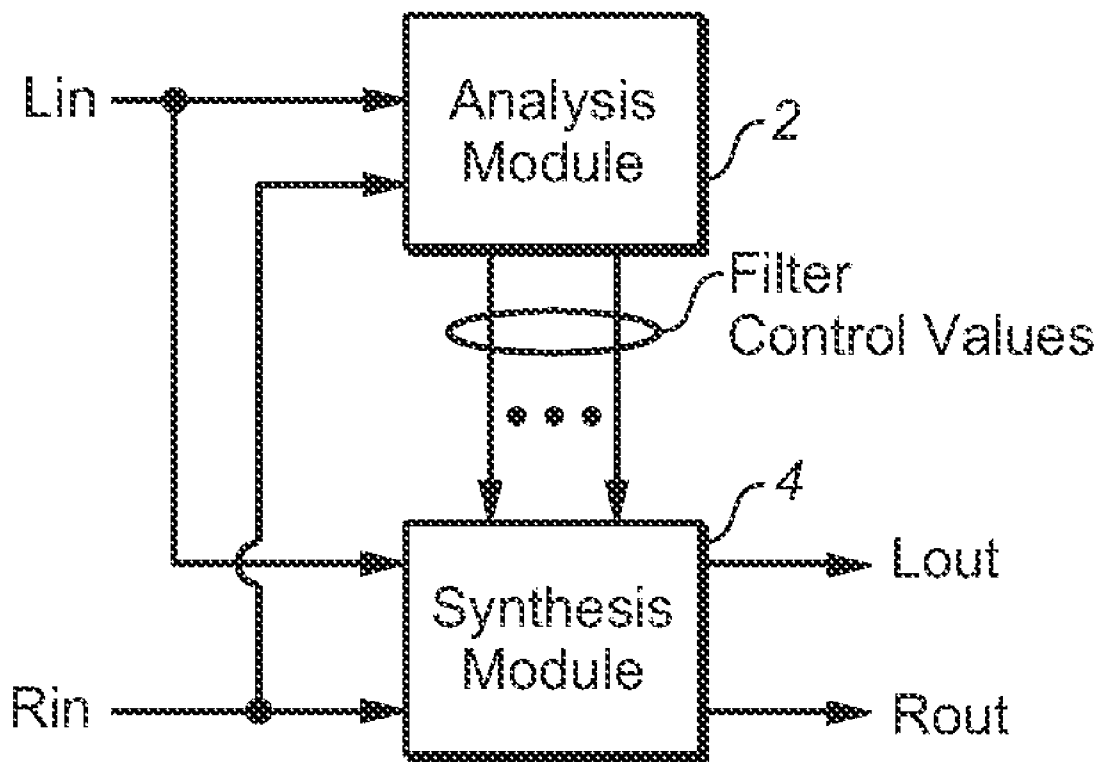 Lin
Analysis
Module
2
Filter
Control Values
4
Synthesis
Module
Lout
Rin
Rout